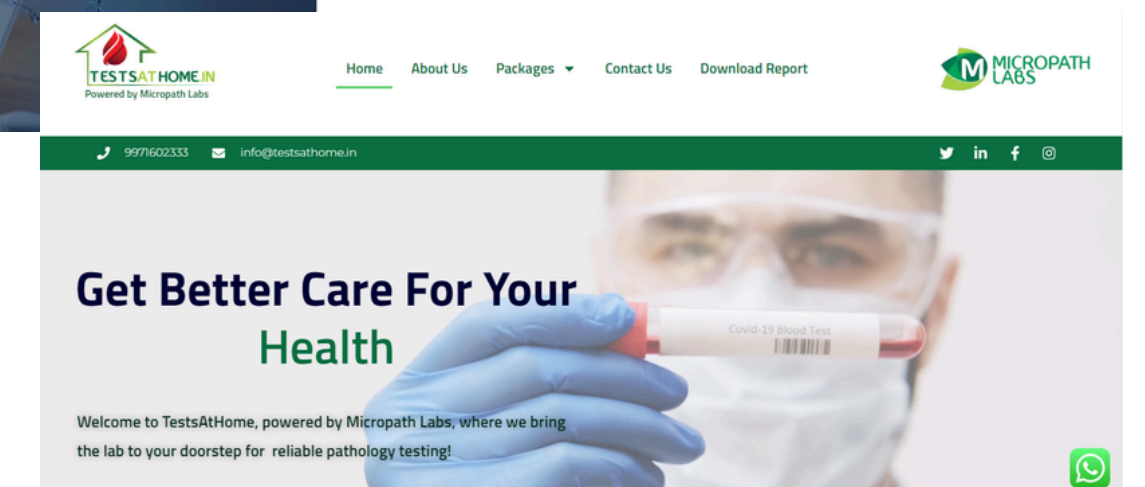 TESTSATHOME.IN
Powered by Micropath Labs
Home About Us Packages Contact Us Download Report
MICROPATH
LABS
9971602333 info@testsathome.in
Get Better Care For Your
Health
Covid-19 Blood Test
Welcome to TestsAtHome, powered by Micropath Labs, where we bring
the lab to your doorstep for reliable pathology testing!